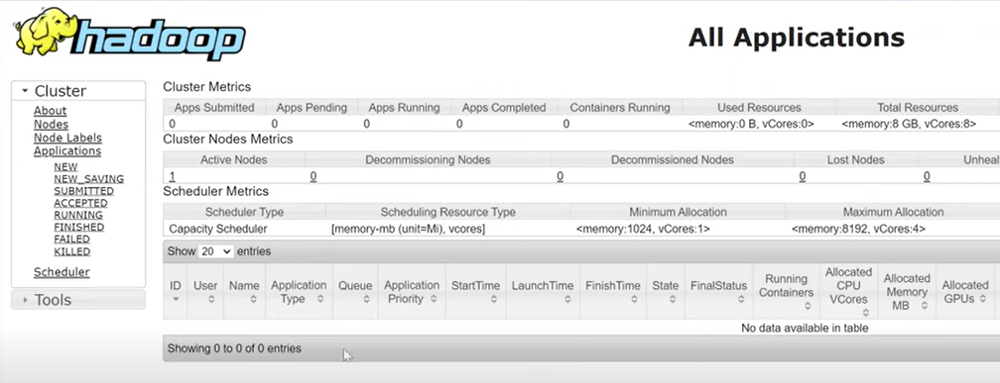 hadoop
All Applications
Cluster
About
Nodes
Node Labels
Applications
NEW
NEW_SAVING
SUBMITTED
ACCEPTED
RUNNING
FINISHED
FAILED
KILLED
Scheduler
Tools
Cluster Metrics
Apps Submitted Apps Pending Apps Running Apps Completed Containers Running Used Resources Total Resources
0 0 0 0 0 <memory:0 B, vCores:0> <memory:8 GB, vCores:8>
Cluster Nodes Metrics
Active Nodes Decommissioning Nodes Decommissioned Nodes Lost Nodes Unheal
1 0 0 0 0
Scheduler Metrics
Scheduler Type Scheduling Resource Type Minimum Allocation Maximum Allocation
Capacity Scheduler [memory-mb (unit=Mi), vcores] <memory:1024, vCores:1> <memory:8192, vCores:4>
Show 20 entries
ID User Name Application Type Queue Application Priority StartTime LaunchTime FinishTime State FinalStatus Running Containers Allocated CPU VCores Allocated Memory MB Allocated GPUs
No data available in table
Showing 0 to 0 of 0 entries